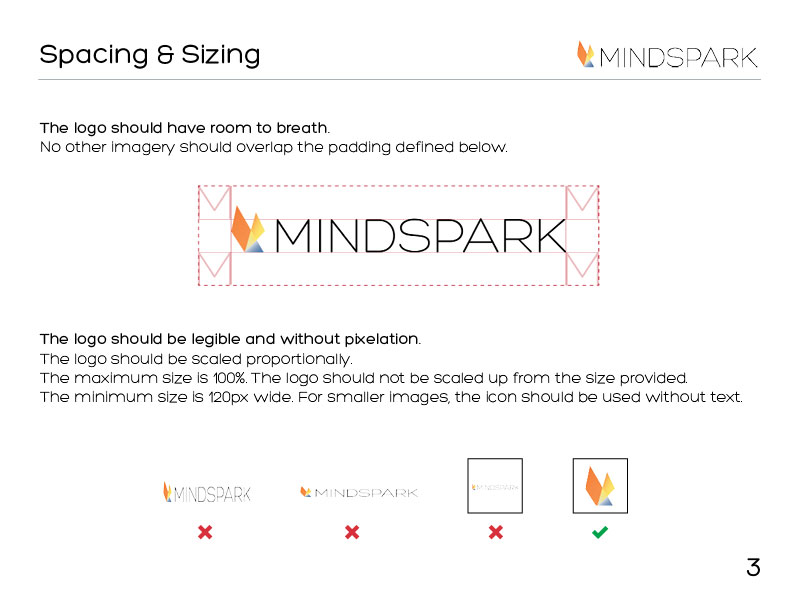 Spacing & Sizing
MINDSPARK
The logo should have room to breath.
No other imagery should overlap the padding defined below.
M M
MINDSPARK
M M
The logo should be legible and without pixelation.
The logo should be scaled proportionally.
The maximum size is 100%. The logo should not be scaled up from the size provided.
The minimum size is 120px wide. For smaller images, the icon should be used without text.
MINDSPARK
MINDSPARK
MINDSPARK
3